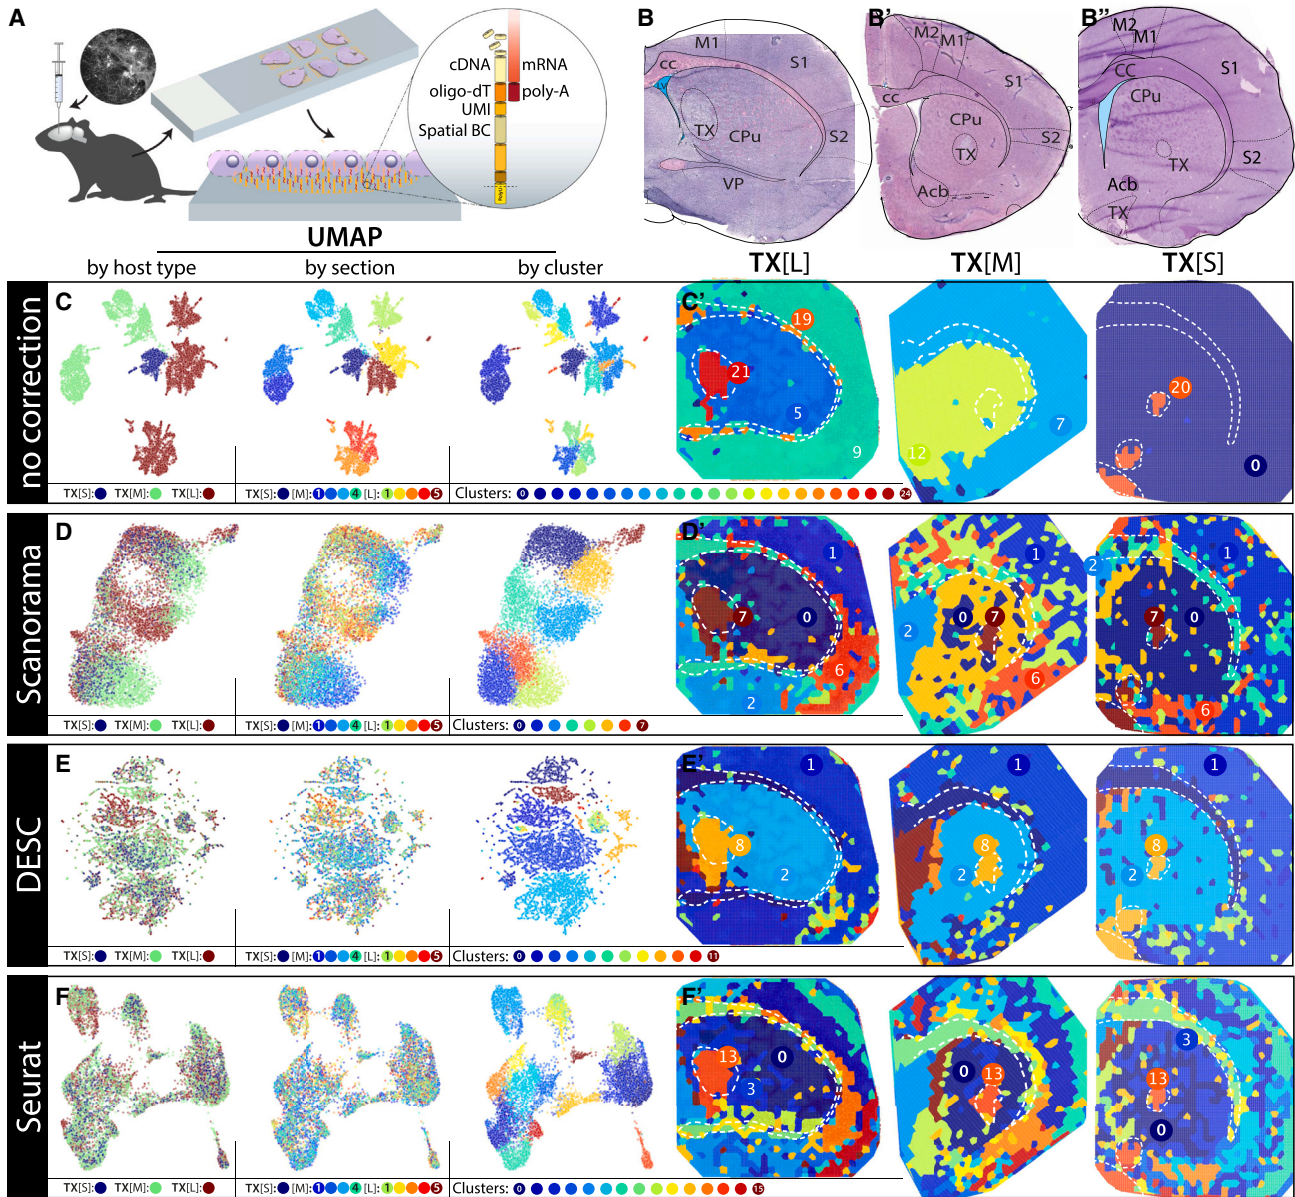 A
cDNA
mRNA
oligo-dT
poly-A
UMI
Spatial BC
B
M1
cc
S1
TX
CPu
S2
VP
B'
M2
M1
cc
S1
CPu
TX
S2
Acb
B"
M2
M1
CC
S1
CPu
TX
S2
Acb
TX
UMAP
by host type
by section
by cluster
TX[L]
TX[M]
TX[S]
no correction
C
C'
19
21
5
9
12
7
20
0
TX[S]: TX[M]: TX[L]:
TX[S]: [M]: 1 4 [L]: 1 5
Clusters: 0 24
Scanorama
D
D'
1
7
0
6
2
1
0
7
2
6
2
1
7
0
6
TX[S]: TX[M]: TX[L]:
TX[S]: [M]: 1 4 [L]: 1 5
Clusters: 0 7
DESC
E
E'
1
8
2
1
8
2
1
8
2
TX[S]: TX[M]: TX[L]:
TX[S]: [M]: 1 4 [L]: 1 5
Clusters: 0 11
Seurat
F
F'
13
0
3
0
13
3
13
0
TX[S]: TX[M]: TX[L]:
TX[S]: [M]: 1 4 [L]: 1 5
Clusters: 0 15